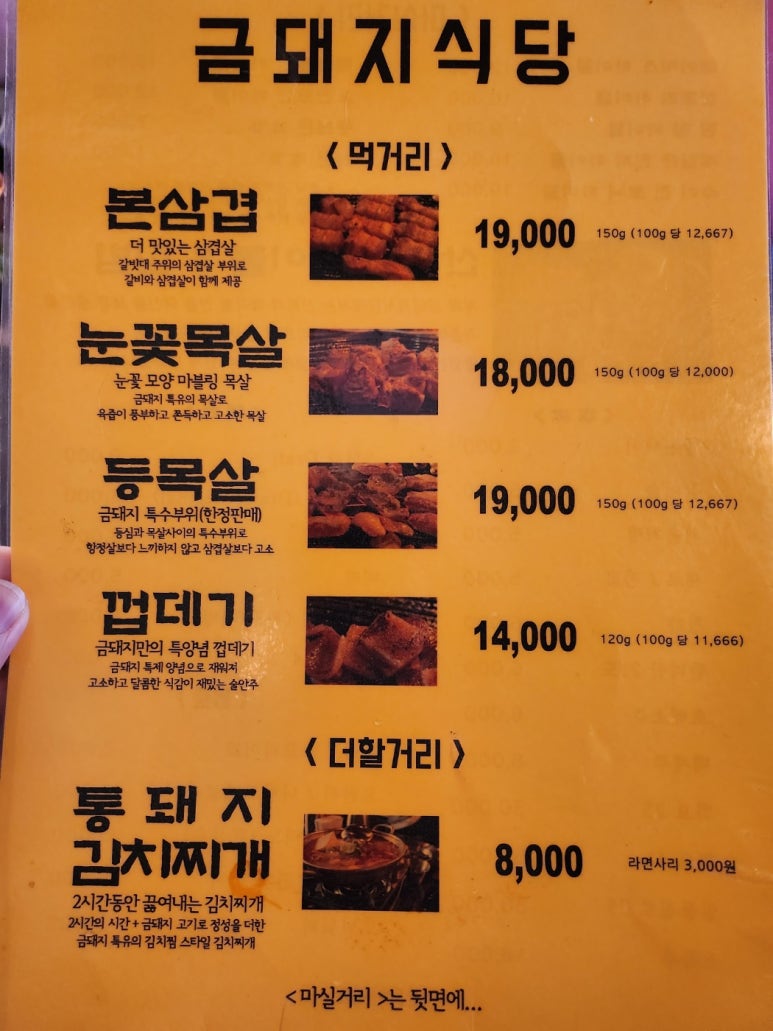 금돼지식당
< 먹거리 >
본삼겹
더 맛있는 삼겹살
갈빗대 주위의 삼겹살 부위로
갈비와 삼겹살이 함께 제공
19,000 150g (100g 당 12,667)
눈꽃목살
눈꽃 모양 마블링 목살
금돼지 특유의 목살로
육즙이 풍부하고 쫀득하고 고소한 목살
18,000 150g (100g 당 12,000)
등목살
금돼지 특수부위(한정판매)
등심과 목살사이의 특수부위로
항정살보다 느끼하지 않고 삼겹살보다 고소
19,000 150g (100g 당 12,667)
껍데기
금돼지만의 특양념 껍데기
금돼지 특제 양념으로 재워져
고소하고 달콤한 식감이 재밌는 술안주
14,000 120g (100g 당 11,666)
< 더할거리 >
통돼지
김치찌개
2시간동안 끓여내는 김치찌개
2시간의 시간 + 금돼지 고기로 정성을 더한
금돼지 특유의 김치찜 스타일 김치찌개
8,000 라면사리 3,000원
<마실거리 >는 뒷면에...